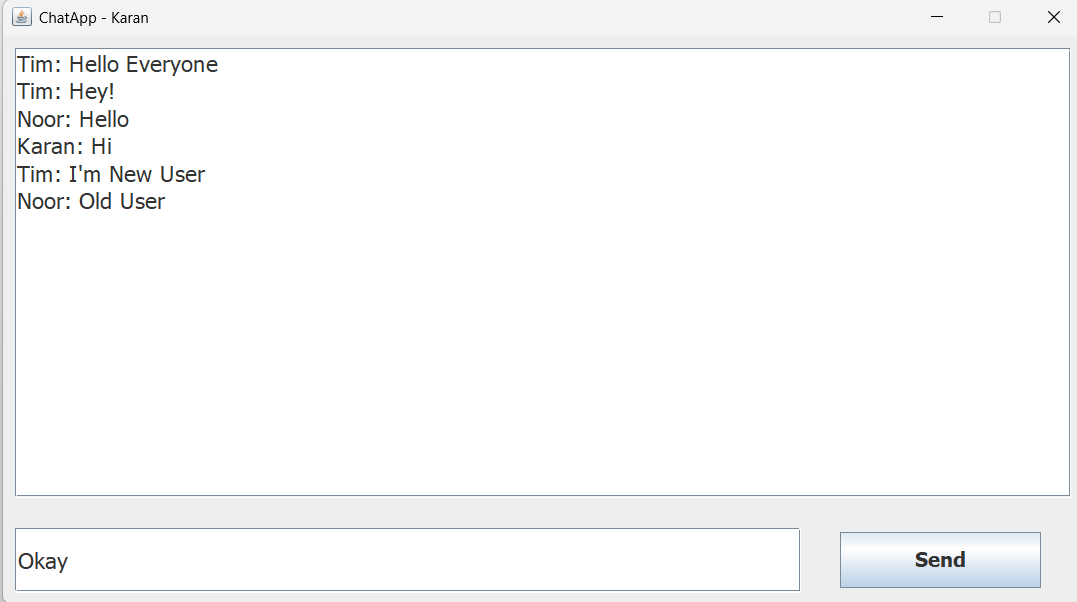 ChatApp - Karan
Tim: Hello Everyone
Tim: Hey!
Noor: Hello
Karan: Hi
Tim: I'm New User
Noor: Old User
Okay
Send